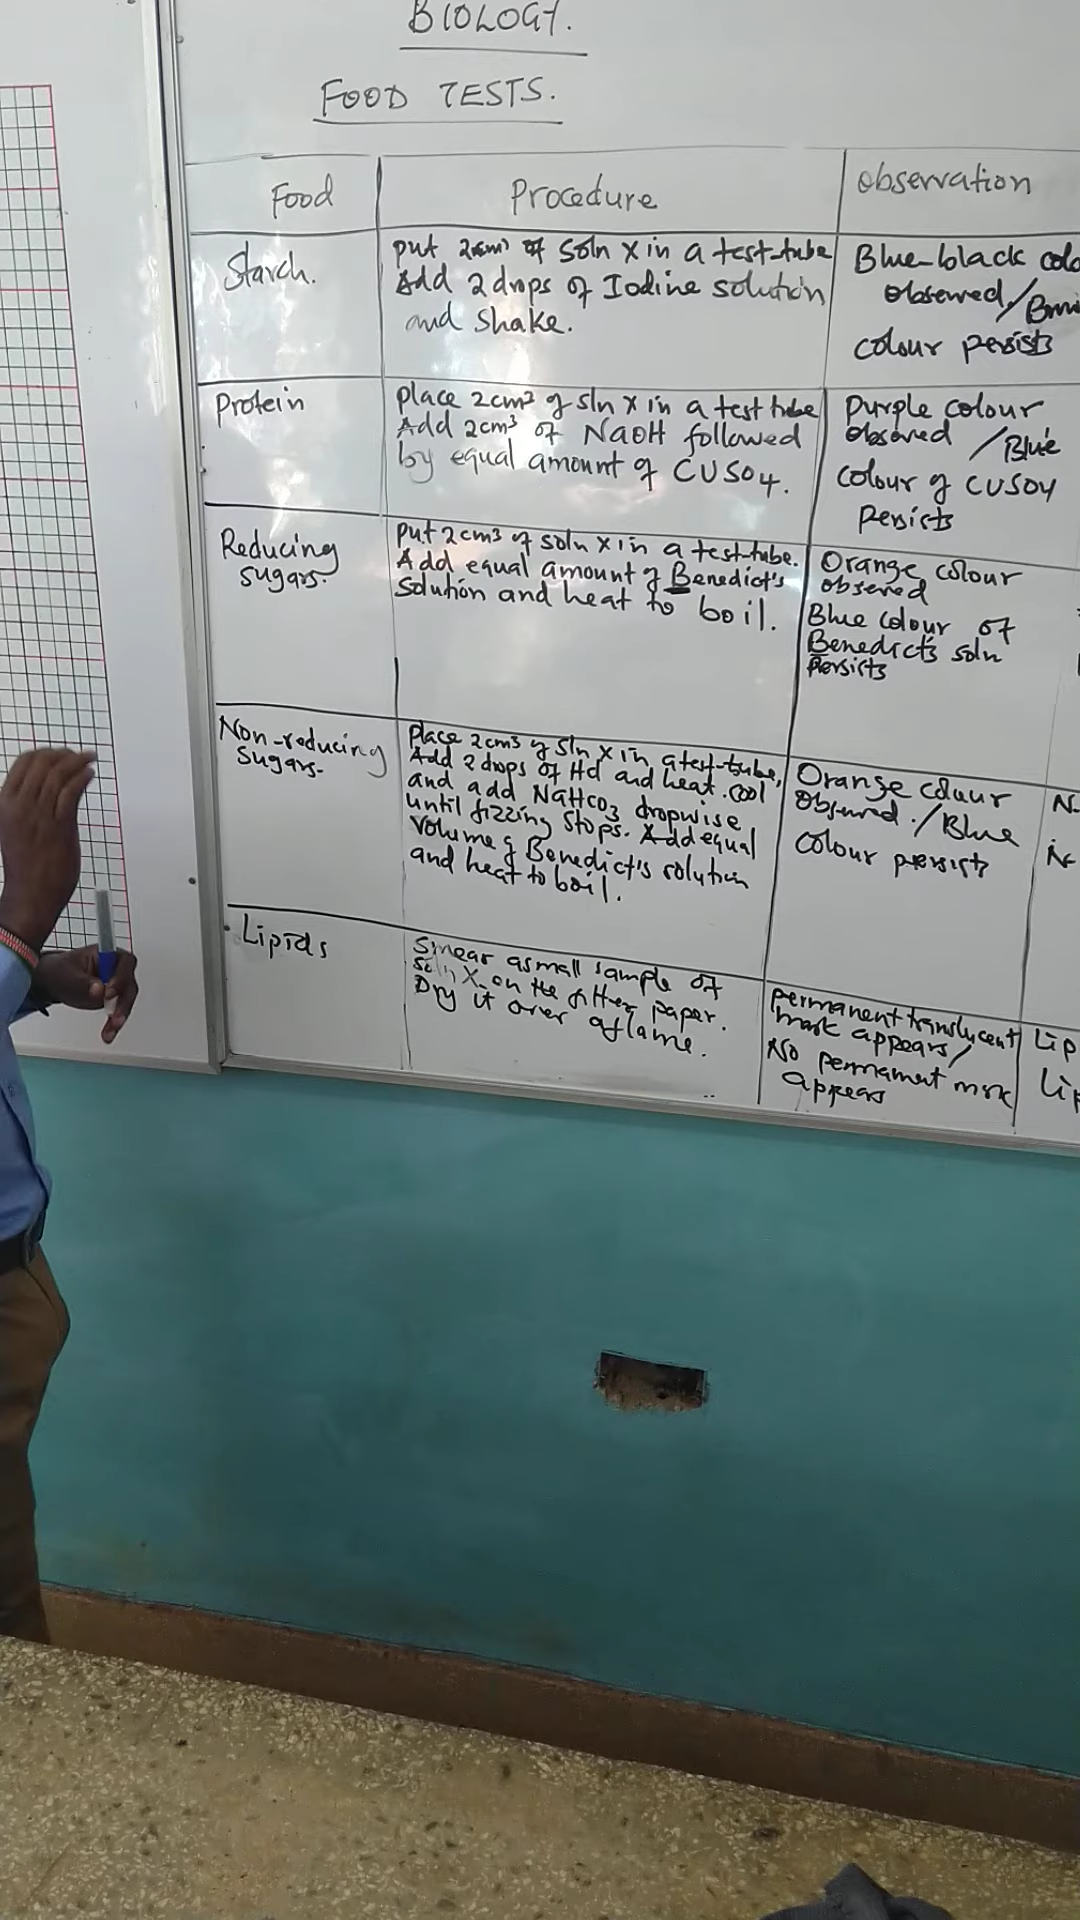 BIOLOGY.
FOOD TESTS.
Food
Procedure
observation
Starch.
put 2cm³ of soln X in a test-tube
Add 2 drops of Iodine solution
and shake.
Blue-black colo
observed /
colour persists
Protein
place 2cm³ of sln X in a test tube
Add 2cm³ of NaOH followed
by equal amount of CUSO4.
purple colour
observed /Blue
colour of CUSO4
persists
Reducing
sugars.
put 2cm3 of soln X in a test-tube.
Add equal amount of Benedict's
solution and heat to boil.
Orange colour
observed
Blue colour of
Benedict's soln
persists
Non-reducing
sugars.
place 2cm3 of sln X in a test-tube,
Add 2 drops of Hcl and heat. cool
and add NaHCO3 dropwise
until fizzing stops. Add equal
volume of Benedict's solution
and heat to boil.
Orange colour
observed ./Blue
colour persists
N
Lipids
Smear a small sample of
soln X on the filter paper.
Dry it over a flame.
permanent translucent
mark appears/
No permanent mark
appears
Lip
Lip